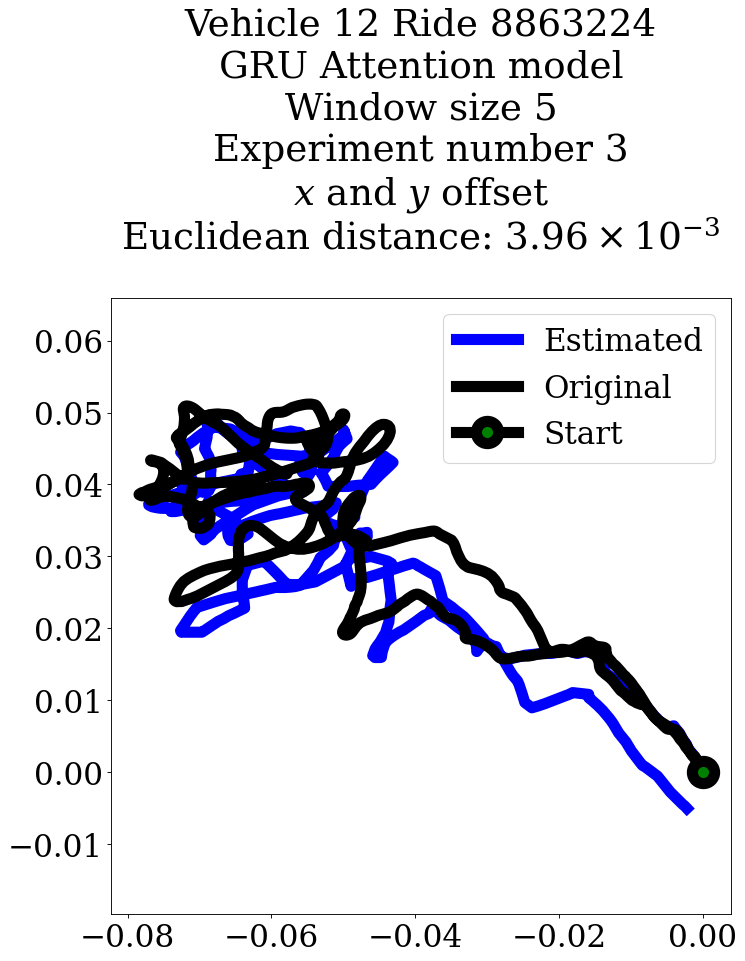 Vehicle 12 Ride 8863224
GRU Attention model
Window size 5
Experiment number 3
x and y offset
Euclidean distance: 3.96 × 10⁻³
Estimated
Original
Start
0.06
0.05
0.04
0.03
0.02
0.01
0.00
−0.01
−0.08 −0.06 −0.04 −0.02 0.00